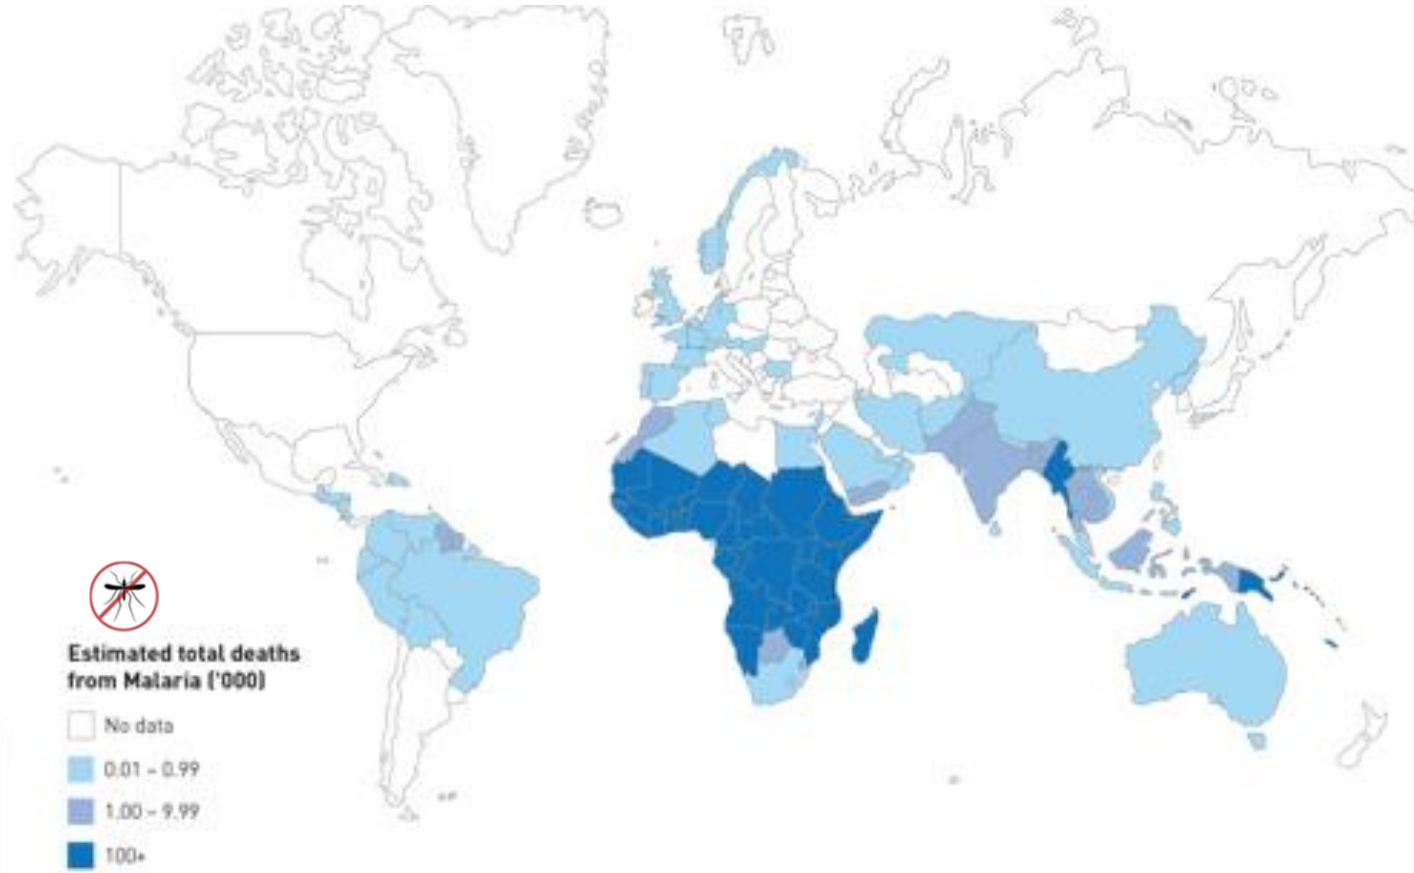 Estimated total deaths
from Malaria ('000)
No data
0.01 – 0.99
1.00 – 9.99
100+